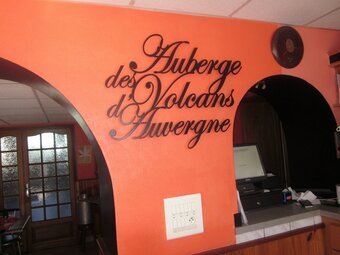 Auberge
des Volcans
d'Auvergne